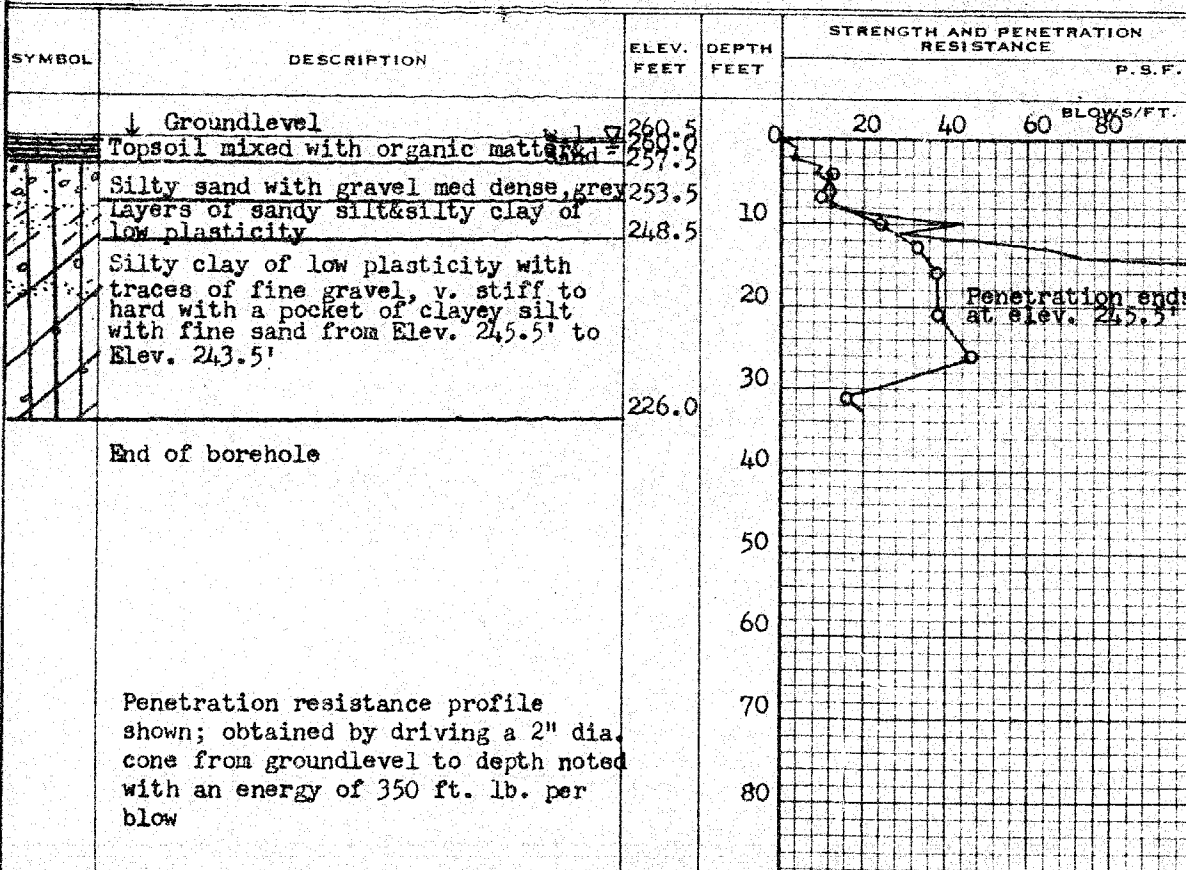 SYMBOL DESCRIPTION ELEV. FEET DEPTH FEET STRENGTH AND PENETRATION RESISTANCE
P.S.F.
BLOWS/FT.
0 20 40 60 80
↓ Groundlevel 260.5
w.l. 260.0
Topsoil mixed with organic matter& sand 257.5
Silty sand with gravel med dense,grey 253.5
Layers of sandy silt&silty clay of
low plasticity 248.5
10
Silty clay of low plasticity with
traces of fine gravel, v. stiff to
hard with a pocket of clayey silt
with fine sand from Elev. 245.5' to
Elev. 243.5'
20
Penetration ends
at elev. 245.5'
30
226.0
End of borehole
40
50
60
70
80
Penetration resistance profile
shown; obtained by driving a 2" dia.
cone from groundlevel to depth noted
with an energy of 350 ft. lb. per
blow